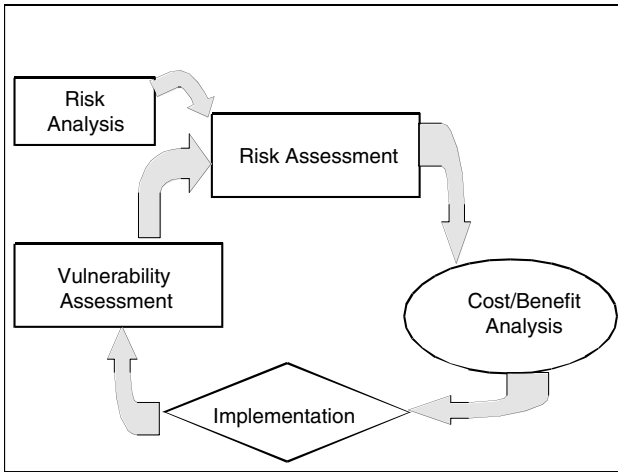 Risk
Analysis
Risk Assessment
Vulnerability
Assessment
Cost/Benefit
Analysis
Implementation